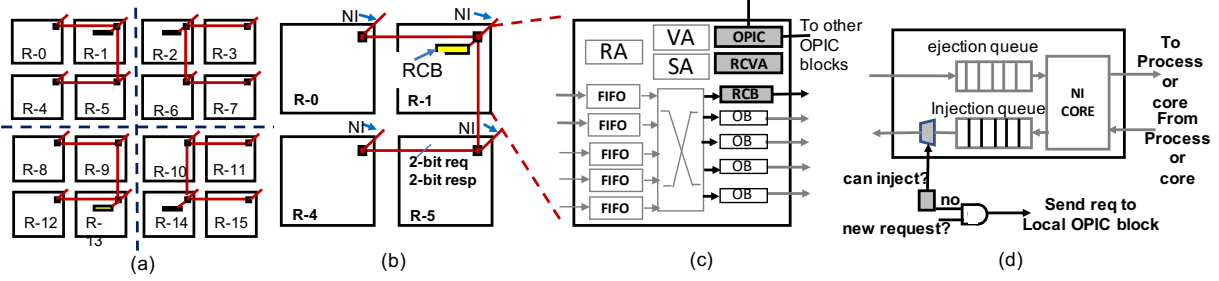 R-0
R-1
R-2
R-3
R-4
R-5
R-6
R-7
R-8
R-9
R-10
R-11
R-12
R-
13
R-14
R-15
(a)
NI
NI
RCB
R-0
R-1
NI
NI
2-bit req
2-bit resp
R-4
R-5
(b)
RA
VA
OPIC
SA
RCVA
To other
OPIC
blocks
FIFO
RCB
FIFO
OB
FIFO
OB
FIFO
OB
FIFO
OB
(c)
ejection queue
Injection queue
NI
CORE
To
Process
or
core
From
Process
or
core
can inject?
no
new request?
Send req to
Local OPIC block
(d)